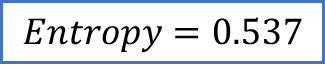 Entropy = 0.537